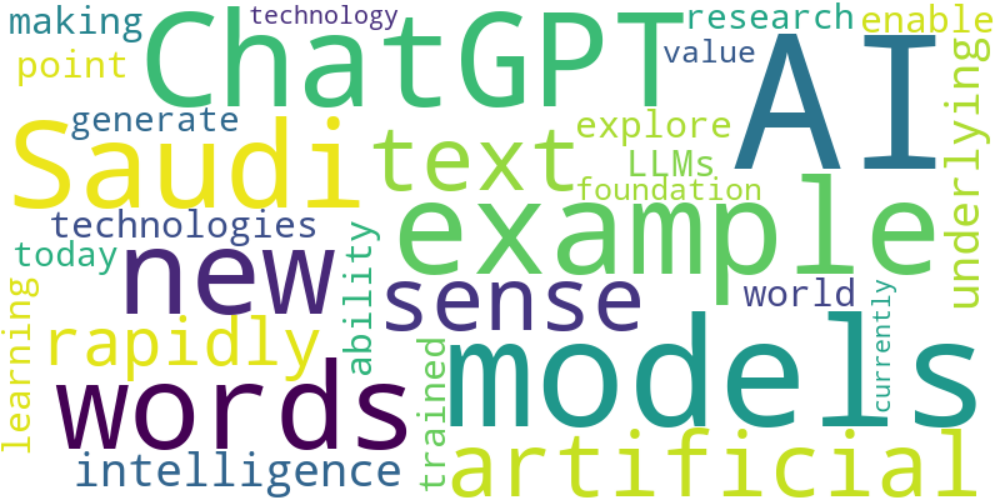 making
technology
research
enable
ChatGPT
AI
point
value
underlying
generate
Saudi
text
explore
LLMs
foundation
example
technologies
today
new
ability
sense
world
currently
learning
rapidly
models
words
trained
artificial
intelligence